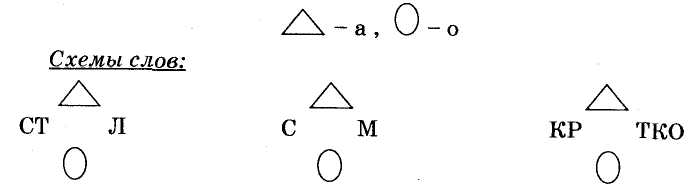 – а , – о
Схемы слов:
СТ Л С М КР ТКО